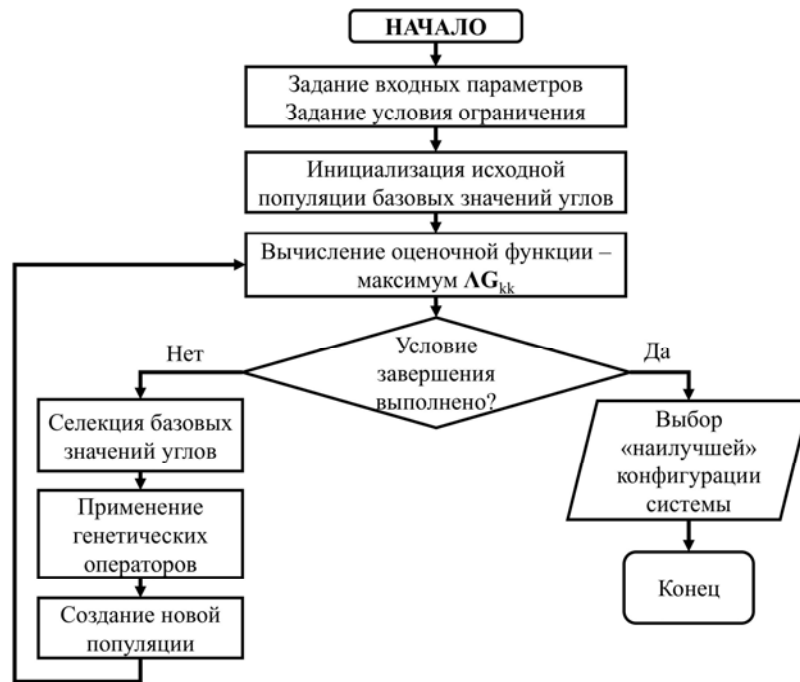 НАЧАЛО
Задание входных параметров
Задание условия ограничения
Инициализация исходной
популяции базовых значений углов
Вычисление оценочной функции –
максимум ΛG_kk
Нет
Условие
завершения
выполнено?
Да
Селекция базовых
значений углов
Применение
генетических
операторов
Создание новой
популяции
Выбор
«наилучшей»
конфигурации
системы
Конец